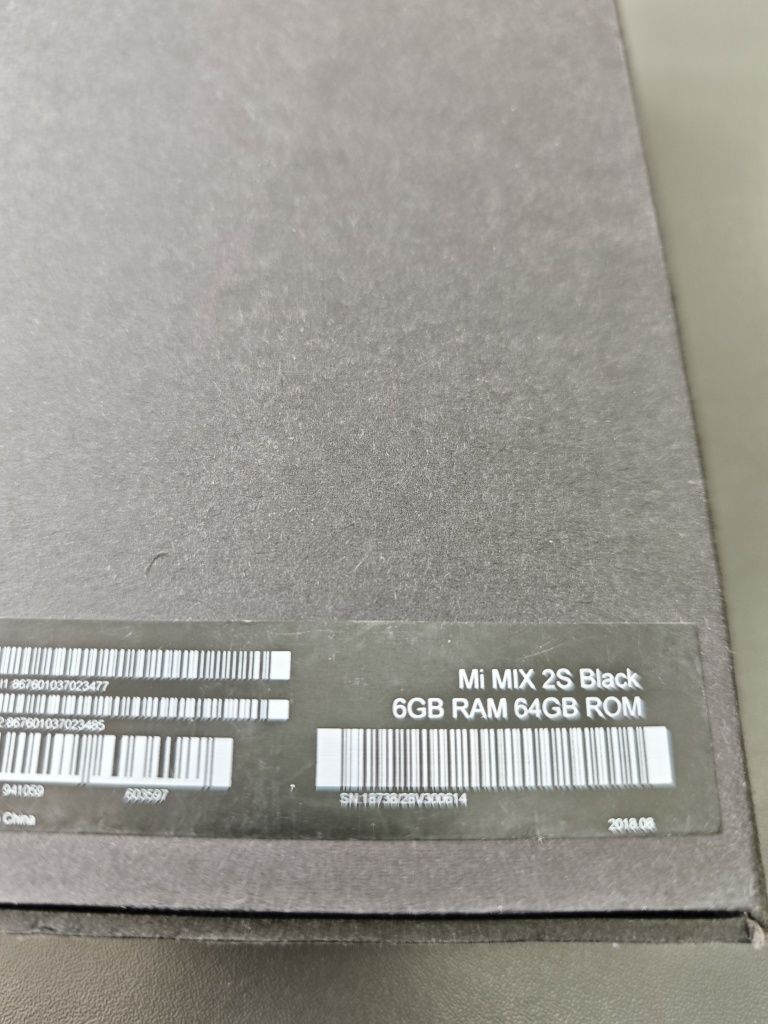 I1:867601037023477
2:867601037023485
941059 603597
China
Mi MIX 2S Black
6GB RAM 64GB ROM
SN:18738/28V300614
2018.08